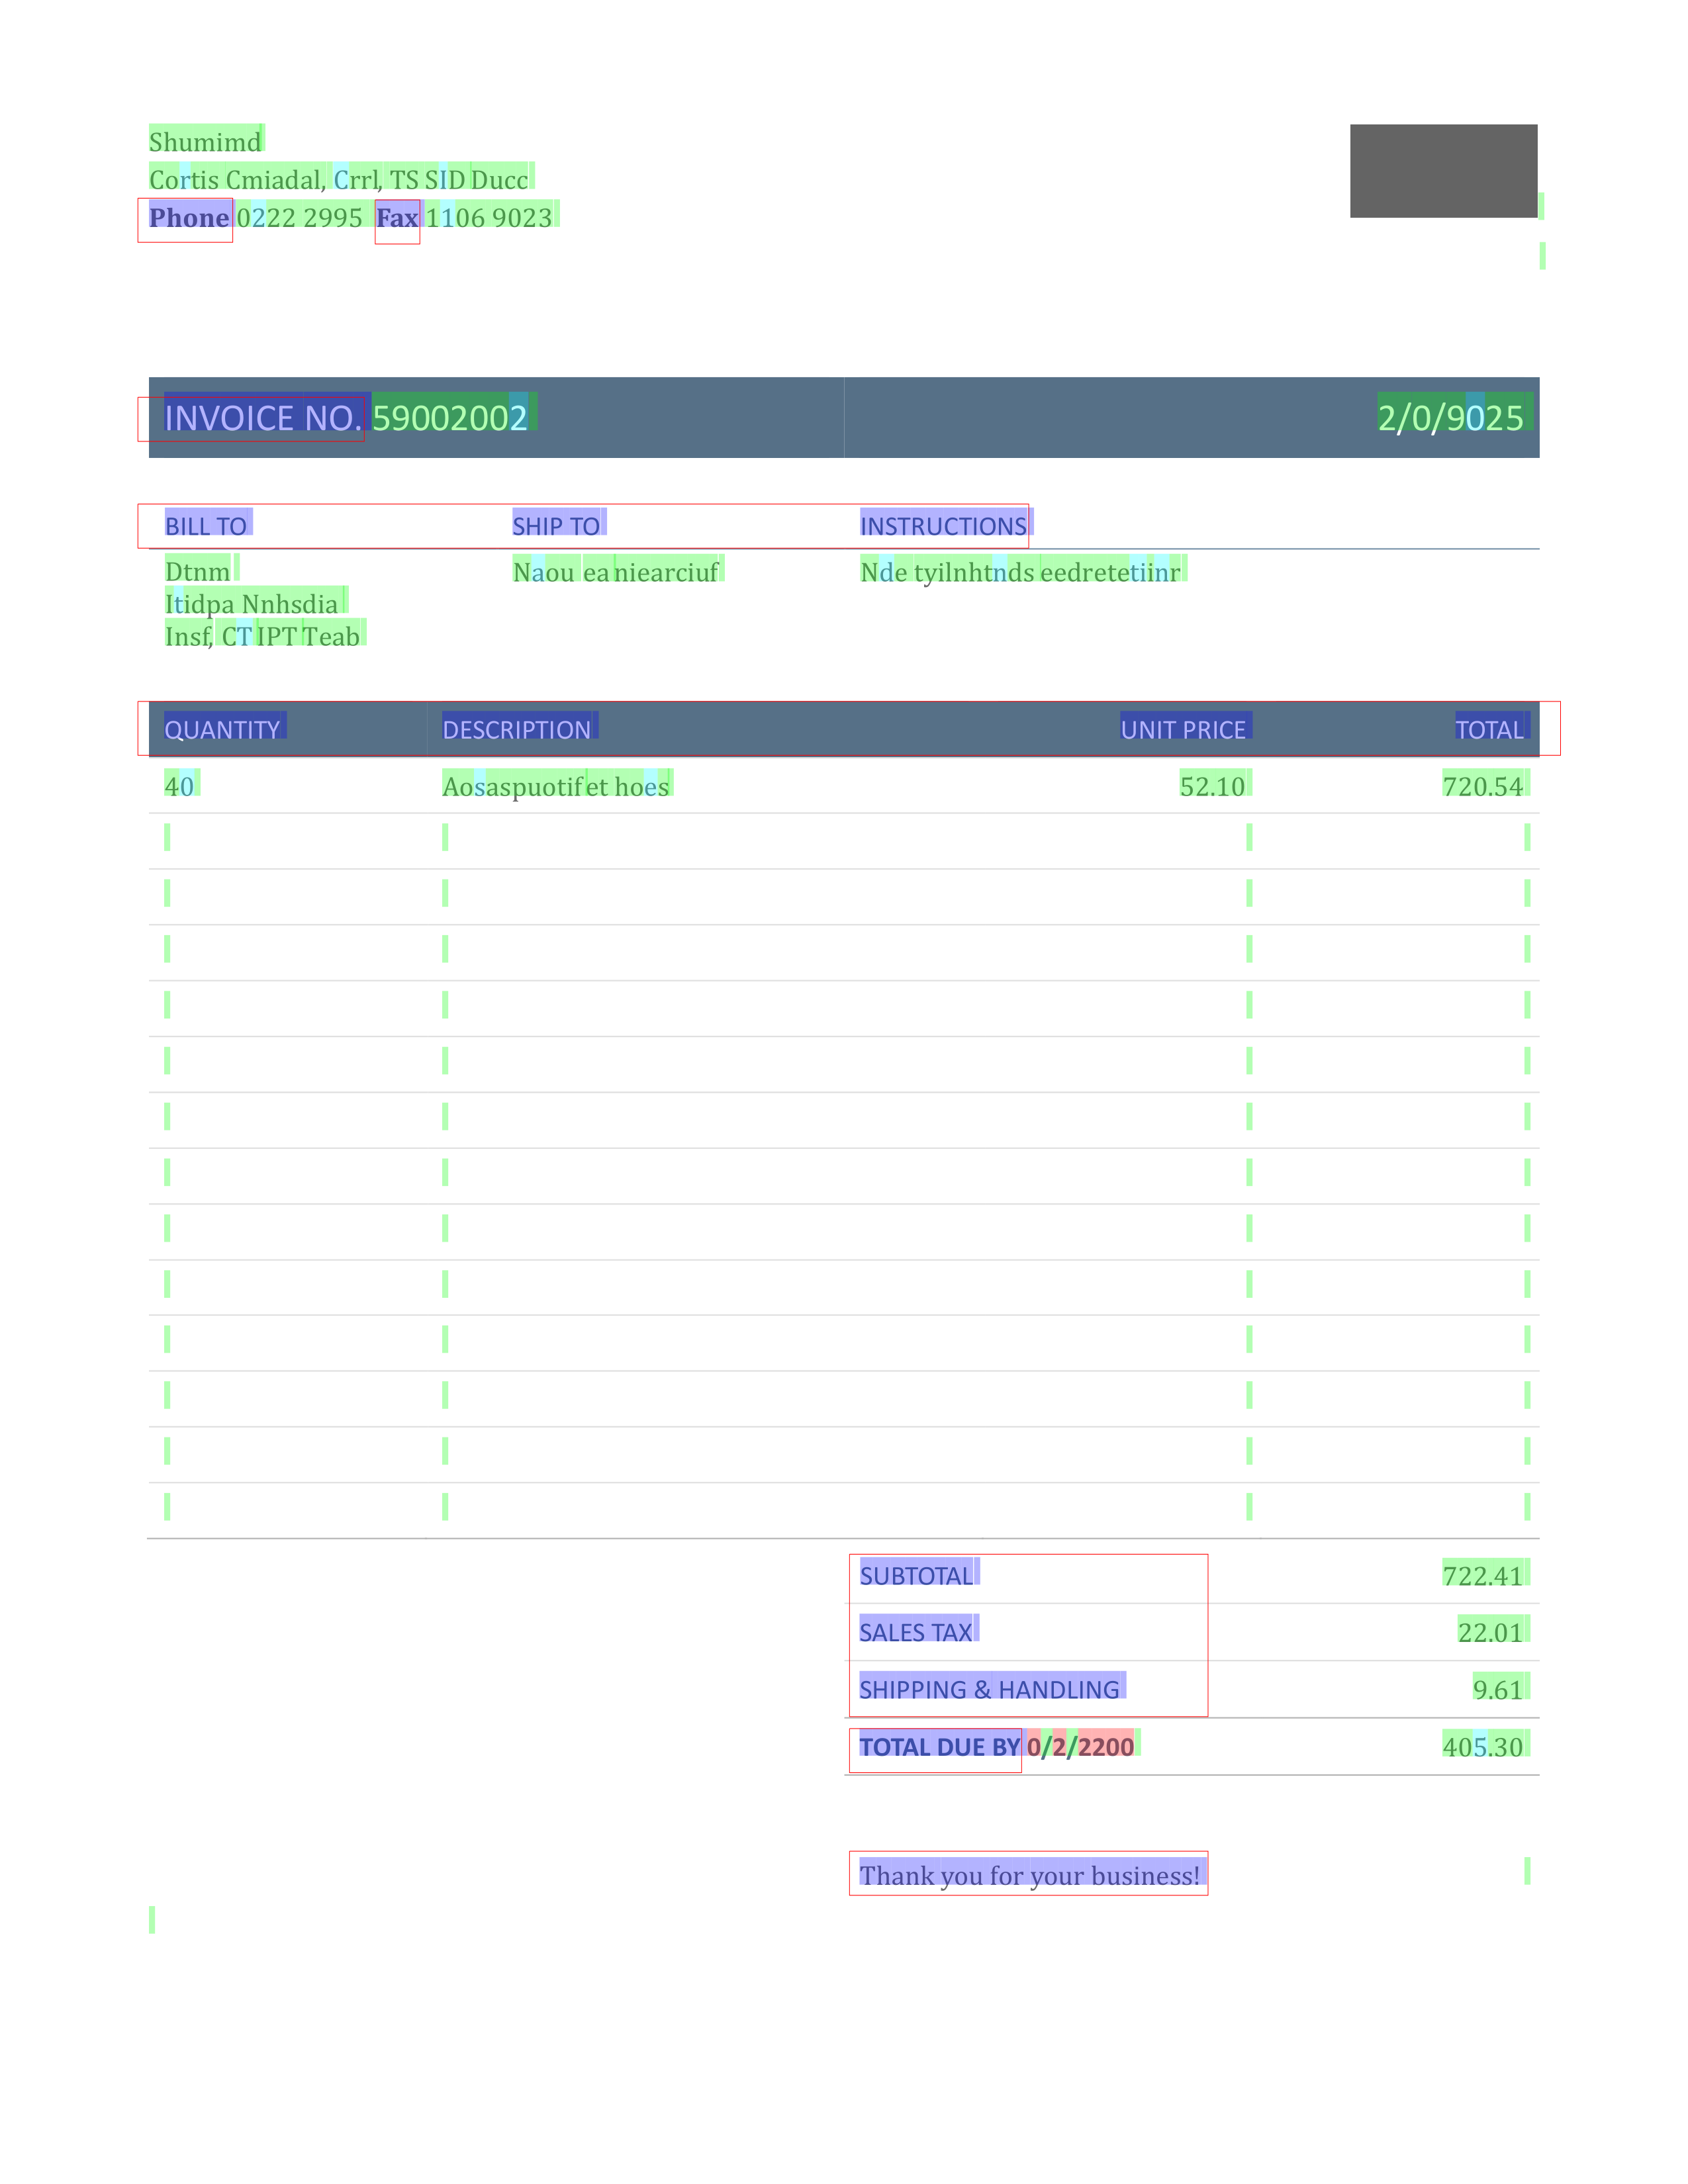 Shumimd
Cortis Cmiadal, Crrl, TS SID Ducc
Phone 0222 2995 Fax 1106 9023
INVOICE NO. 59002002 2/0/9025
BILL TO SHIP TO INSTRUCTIONS
Dtnm Naou ea niearciuf Nde tyilnhtnds eedretetiinr
Itidpa Nnhsdia
Insf, CT IPT Teab
QUANTITY DESCRIPTION UNIT PRICE TOTAL
40 Aosaspuotif et hoes 52.10 720.54
SUBTOTAL 722.41
SALES TAX 22.01
SHIPPING & HANDLING 9.61
TOTAL DUE BY 0/2/2200 405.30
Thank you for your business!